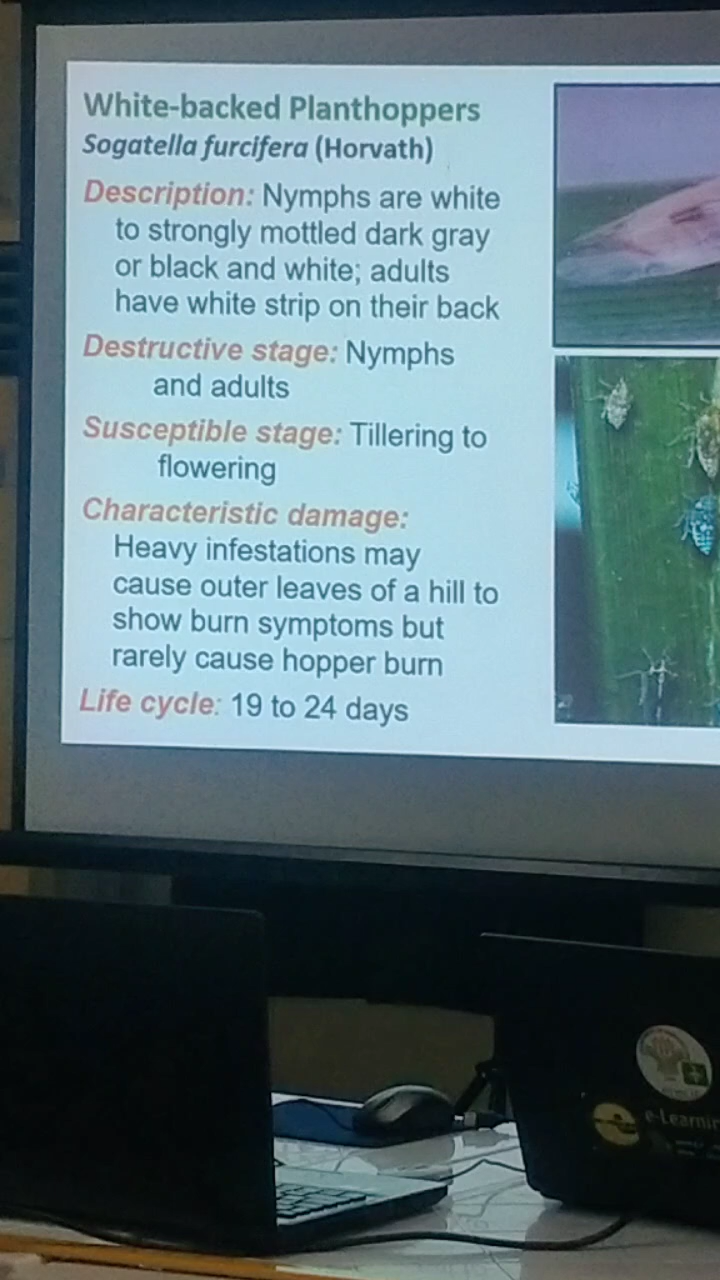 White-backed Planthoppers
Sogatella furcifera (Horvath)
Description: Nymphs are white
to strongly mottled dark gray
or black and white; adults
have white strip on their back
Destructive stage: Nymphs
and adults
Susceptible stage: Tillering to
flowering
Characteristic damage:
Heavy infestations may
cause outer leaves of a hill to
show burn symptoms but
rarely cause hopper burn
Life cycle: 19 to 24 days